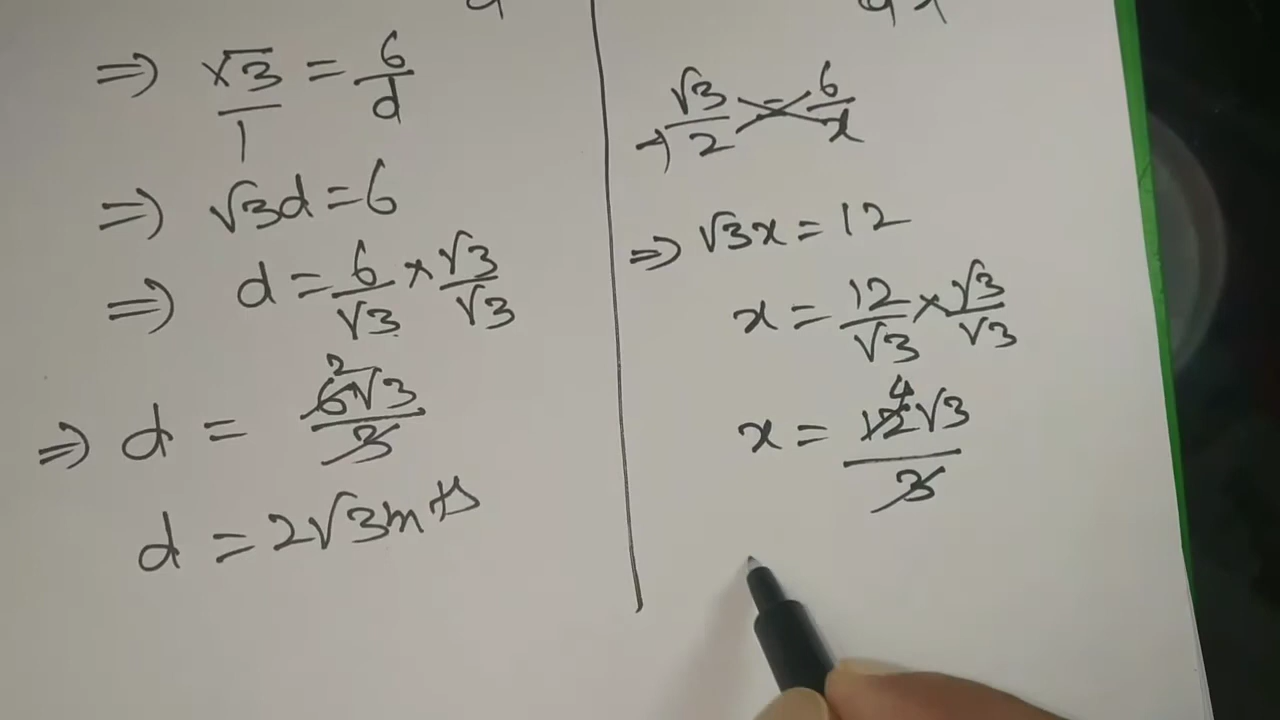 ⇒ √3/1 = 6/d
⇒ √3d = 6
⇒ d = 6/√3 × √3/√3
⇒ d = 6√3/3 2
d = 2√3 mts
→ √3/2 = 6/x
⇒ √3x = 12
x = 12/√3 × √3/√3
x = 12√3/3 4